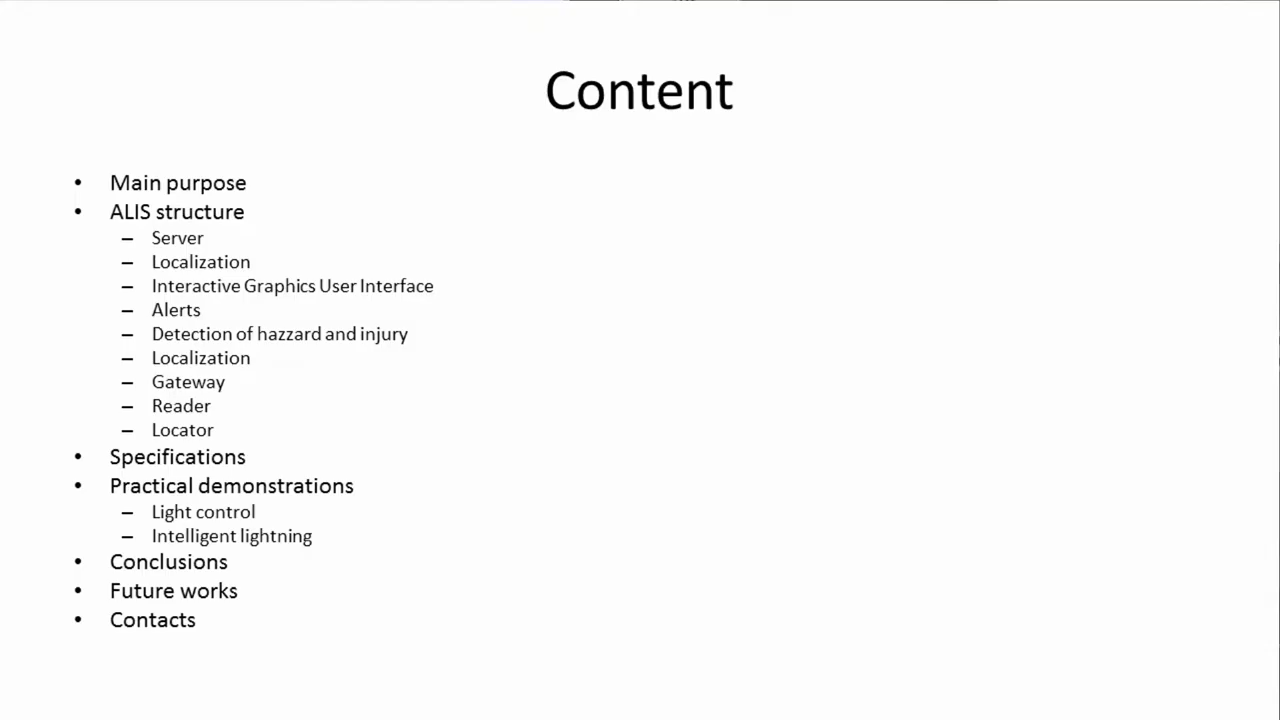 Content
• Main purpose
• ALIS structure
– Server
– Localization
– Interactive Graphics User Interface
– Alerts
– Detection of hazzard and injury
– Localization
– Gateway
– Reader
– Locator
• Specifications
• Practical demonstrations
– Light control
– Intelligent lightning
• Conclusions
• Future works
• Contacts